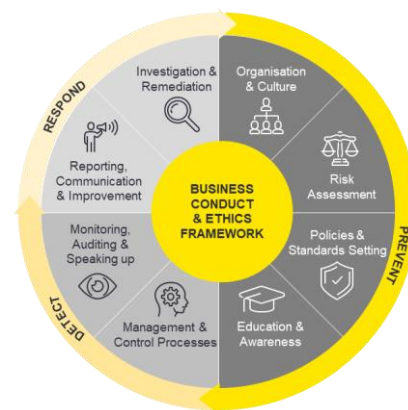 RESPOND
Investigation &
Remediation
Organisation
& Culture
Reporting,
Communication
& Improvement
Risk
Assessment
BUSINESS
CONDUCT
& ETHICS
FRAMEWORK
Monitoring,
Auditing &
Speaking up
Policies &
Standards Setting
PREVENT
DETECT
Management &
Control Processes
Education &
Awareness